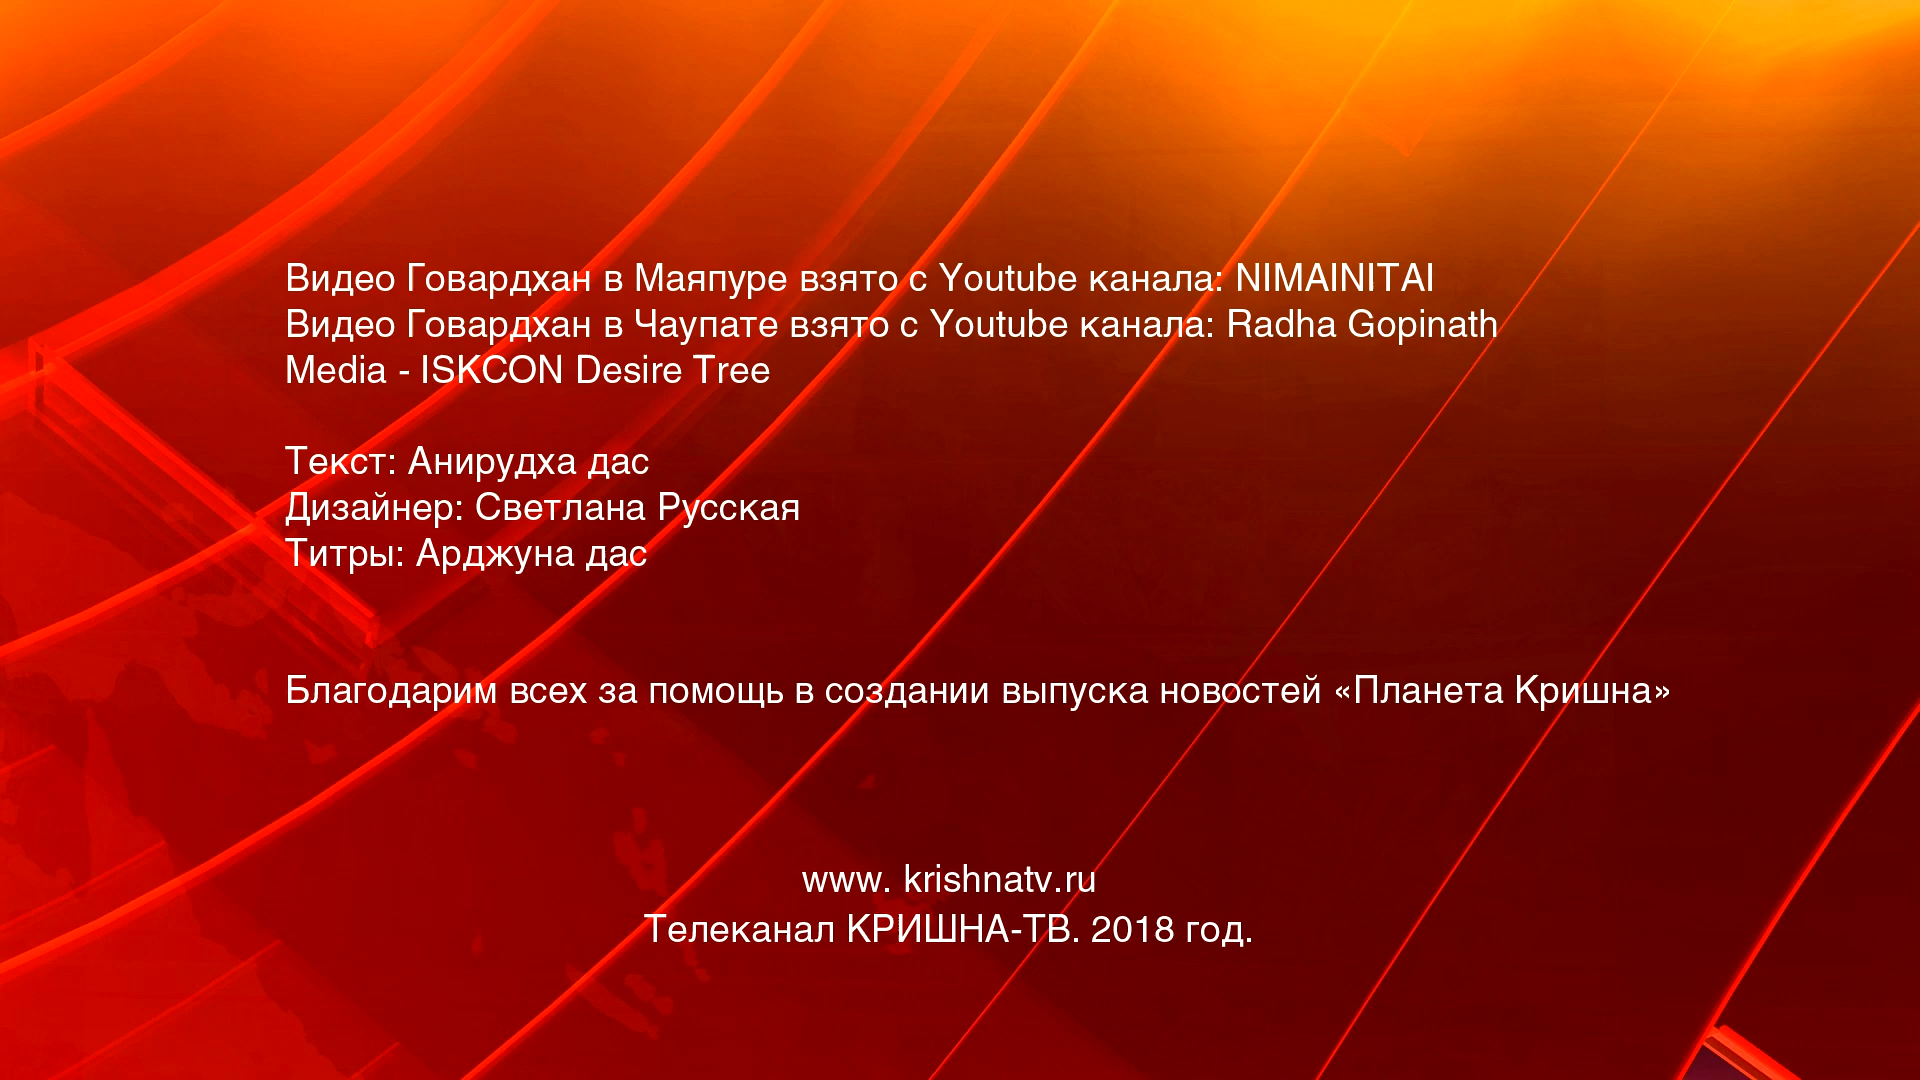 Видео Говардхан в Маяпуре взято с Youtube канала: NIMAINITAI
Видео Говардхан в Чаупате взято с Youtube канала: Radha Gopinath
Media - ISKCON Desire Tree
Текст: Анирудха дас
Дизайнер: Светлана Русская
Титры: Арджуна дас
Благодарим всех за помощь в создании выпуска новостей «Планета Кришна»
www. krishnatv.ru
Телеканал КРИШНА-ТВ. 2018 год.